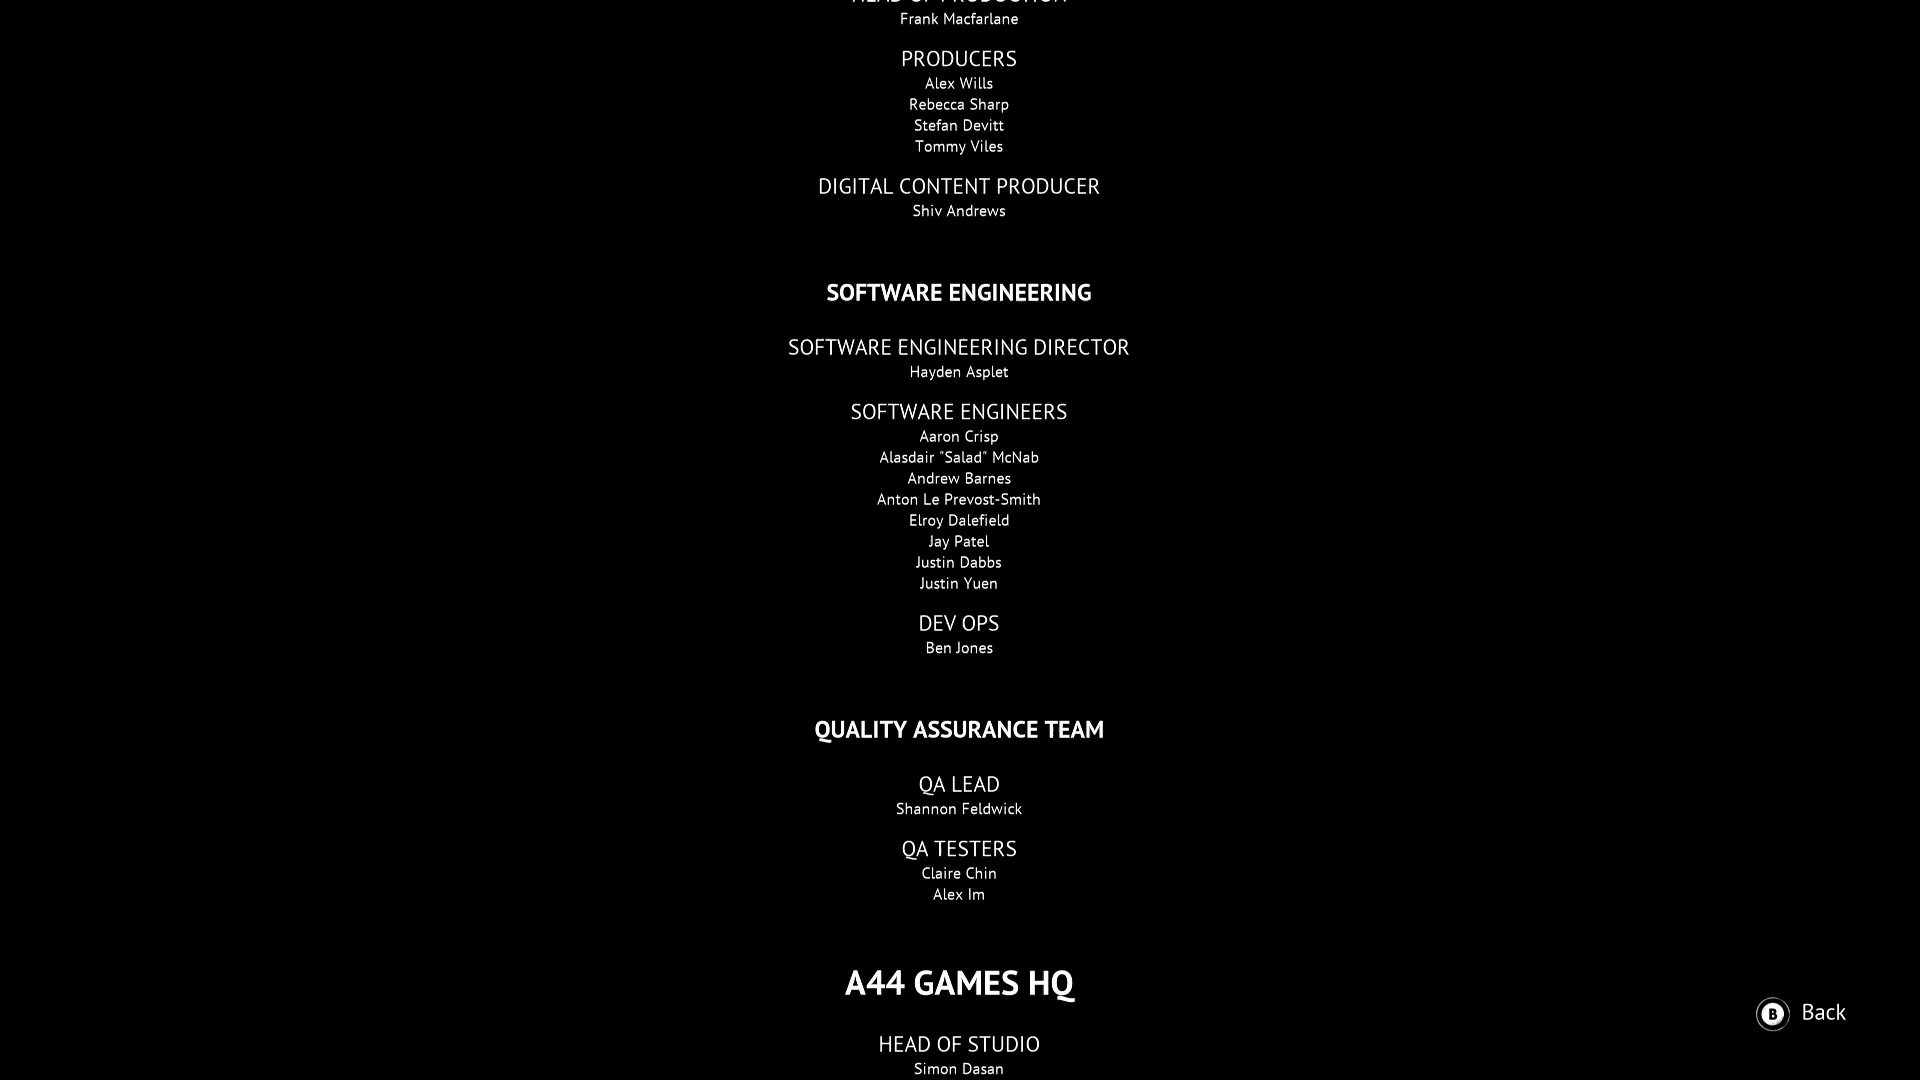 HEAD OF PRODUCTION
Frank Macfarlane
PRODUCERS
Alex Wills
Rebecca Sharp
Stefan Devitt
Tommy Viles
DIGITAL CONTENT PRODUCER
Shiv Andrews
SOFTWARE ENGINEERING
SOFTWARE ENGINEERING DIRECTOR
Hayden Asplet
SOFTWARE ENGINEERS
Aaron Crisp
Alasdair "Salad" McNab
Andrew Barnes
Anton Le Prevost-Smith
Elroy Dalefield
Jay Patel
Justin Dabbs
Justin Yuen
DEV OPS
Ben Jones
QUALITY ASSURANCE TEAM
QA LEAD
Shannon Feldwick
QA TESTERS
Claire Chin
Alex Im
A44 GAMES HQ
B Back
HEAD OF STUDIO
Simon Dasan